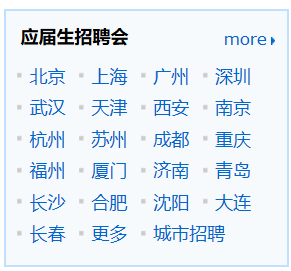 应届生招聘会 more
北京 上海 广州 深圳
武汉 天津 西安 南京
杭州 苏州 成都 重庆
福州 厦门 济南 青岛
长沙 合肥 沈阳 大连
长春 更多 城市招聘